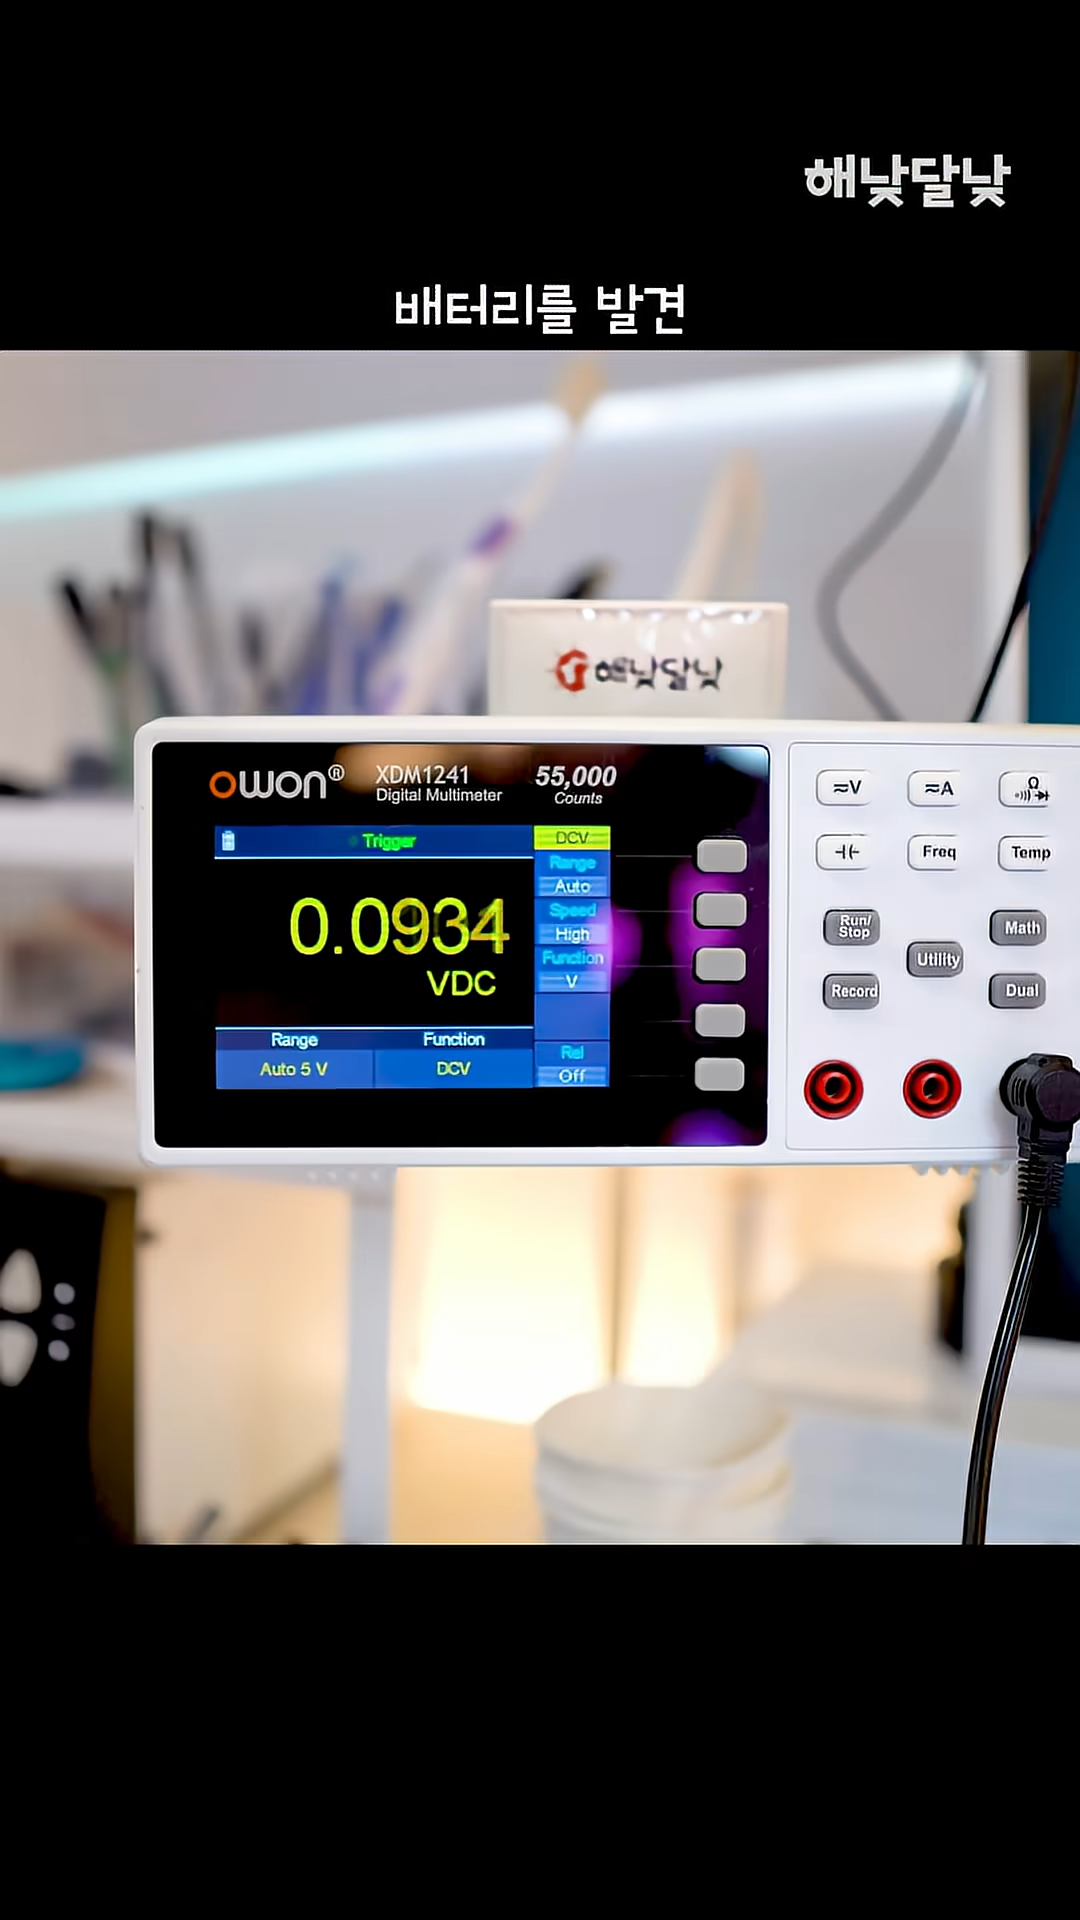 해낮달낮
배터리를 발견
해낮달낮
owon®
XDM1241
Digital Multimeter
55,000
Counts
Trigger
0.0934
VDC
Range
Function
Auto 5 V
DCV
DCV
Range
Auto
Speed
High
Function
V
Rel
Off
≂V
≂A
Ω
Freq
Temp
Run/
Stop
Math
Utility
Record
Dual